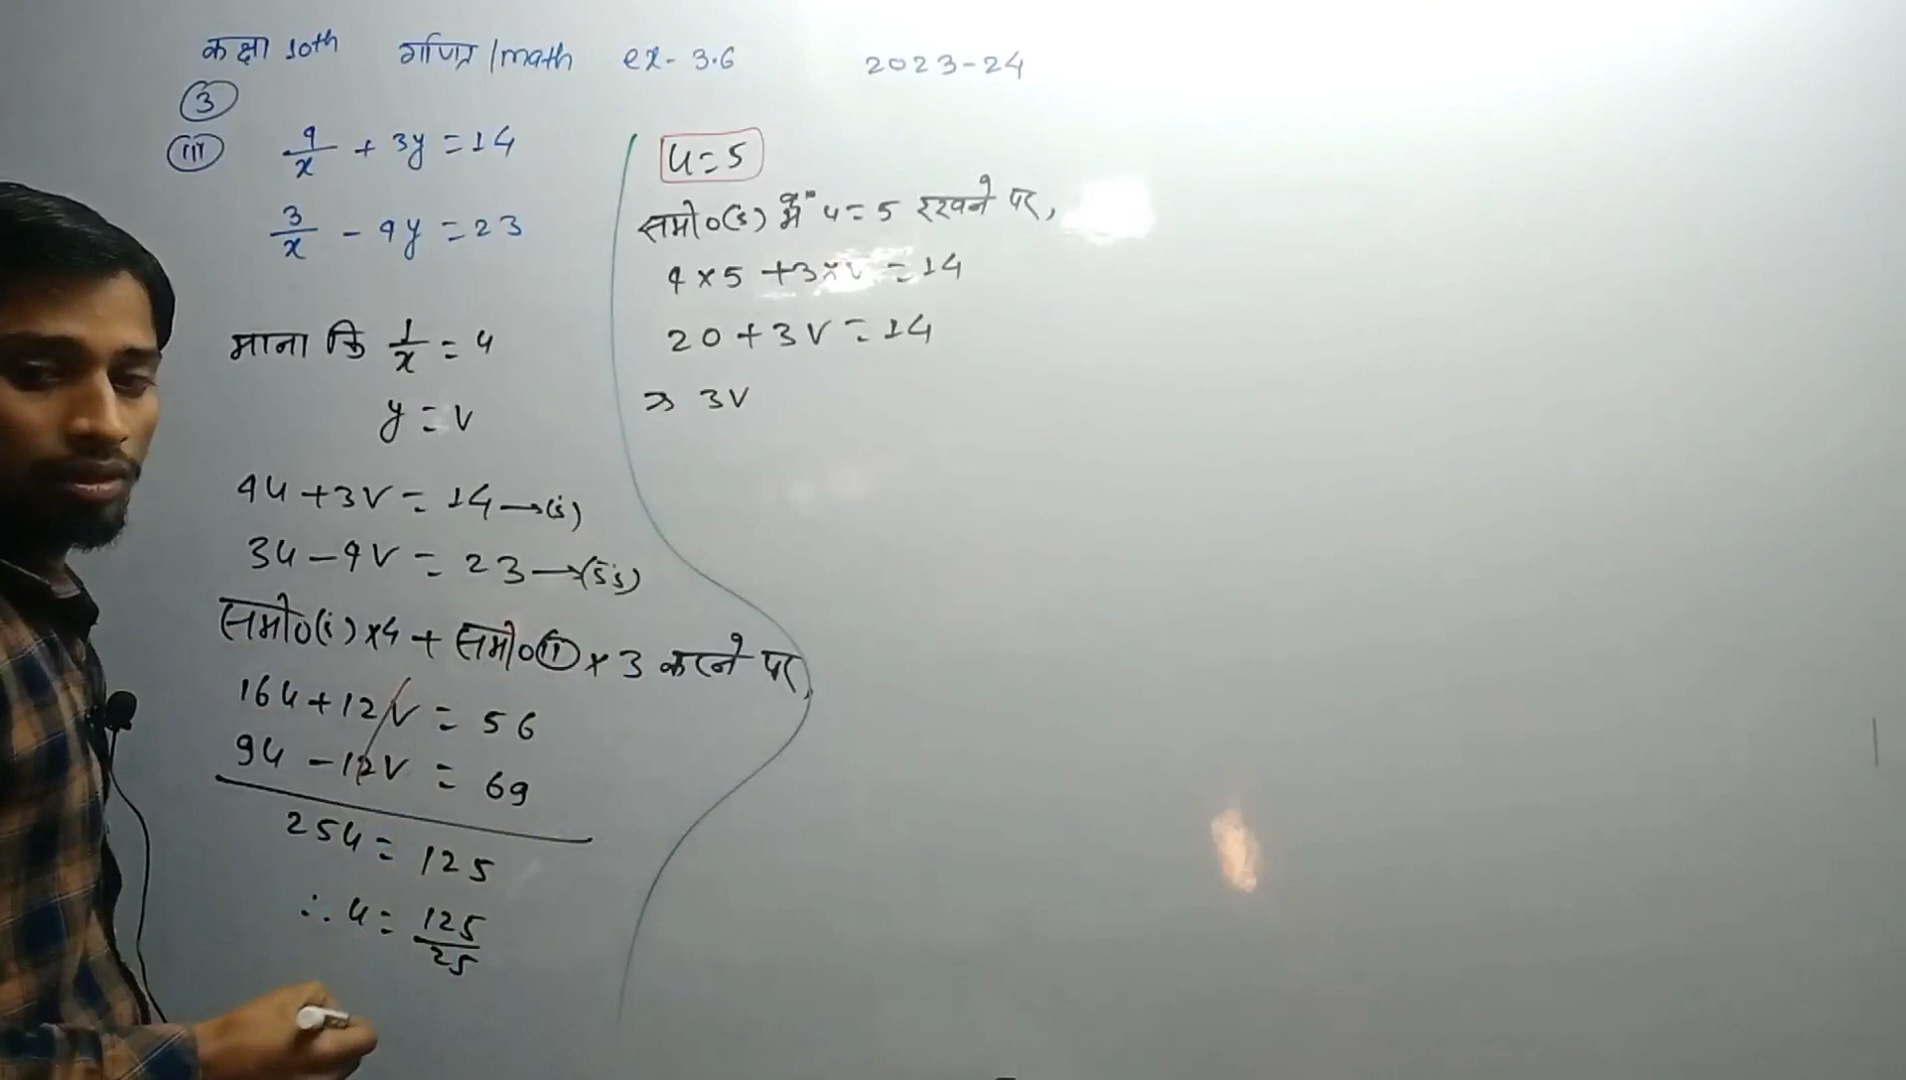 कक्षा 10th गणित /math ex- 3.6 2023-24
(3)
(iii) 4/x + 3y = 14
3/x - 4y = 23
माना कि 1/x = u
y = v
4u + 3v = 14 → (i)
3u - 4v = 23 → (ii)
समी०(i) ×4 + समी०(ii) × 3 करने पर,
16u + 12v = 56
9u - 12v = 69
25u = 125
∴ u = 125/25
u = 5
समी०(i) में u = 5 रखने पर,
4 × 5 + 3 × v = 14
20 + 3v = 14
⇒ 3v